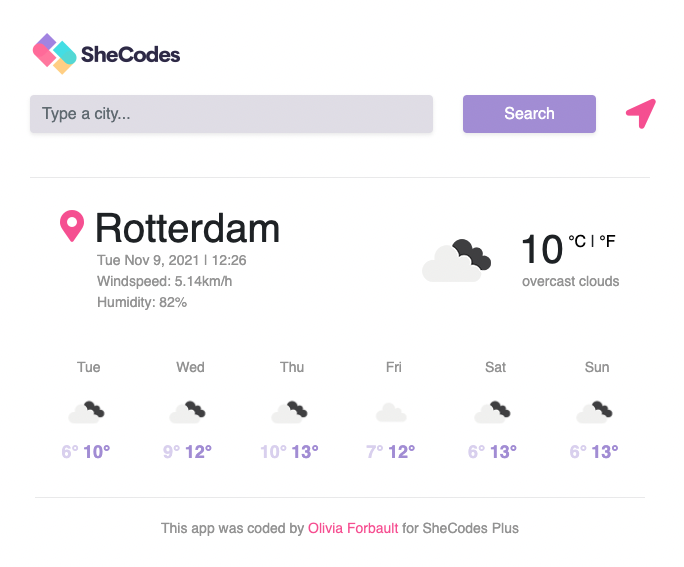 SheCodes
Type a city...
Search
Rotterdam
Tue Nov 9, 2021 | 12:26
Windspeed: 5.14km/h
Humidity: 82%
10 °C | °F
overcast clouds
Tue Wed Thu Fri Sat Sun
6° 10° 9° 12° 10° 13° 7° 12° 6° 13° 6° 13°
This app was coded by Olivia Forbault for SheCodes Plus